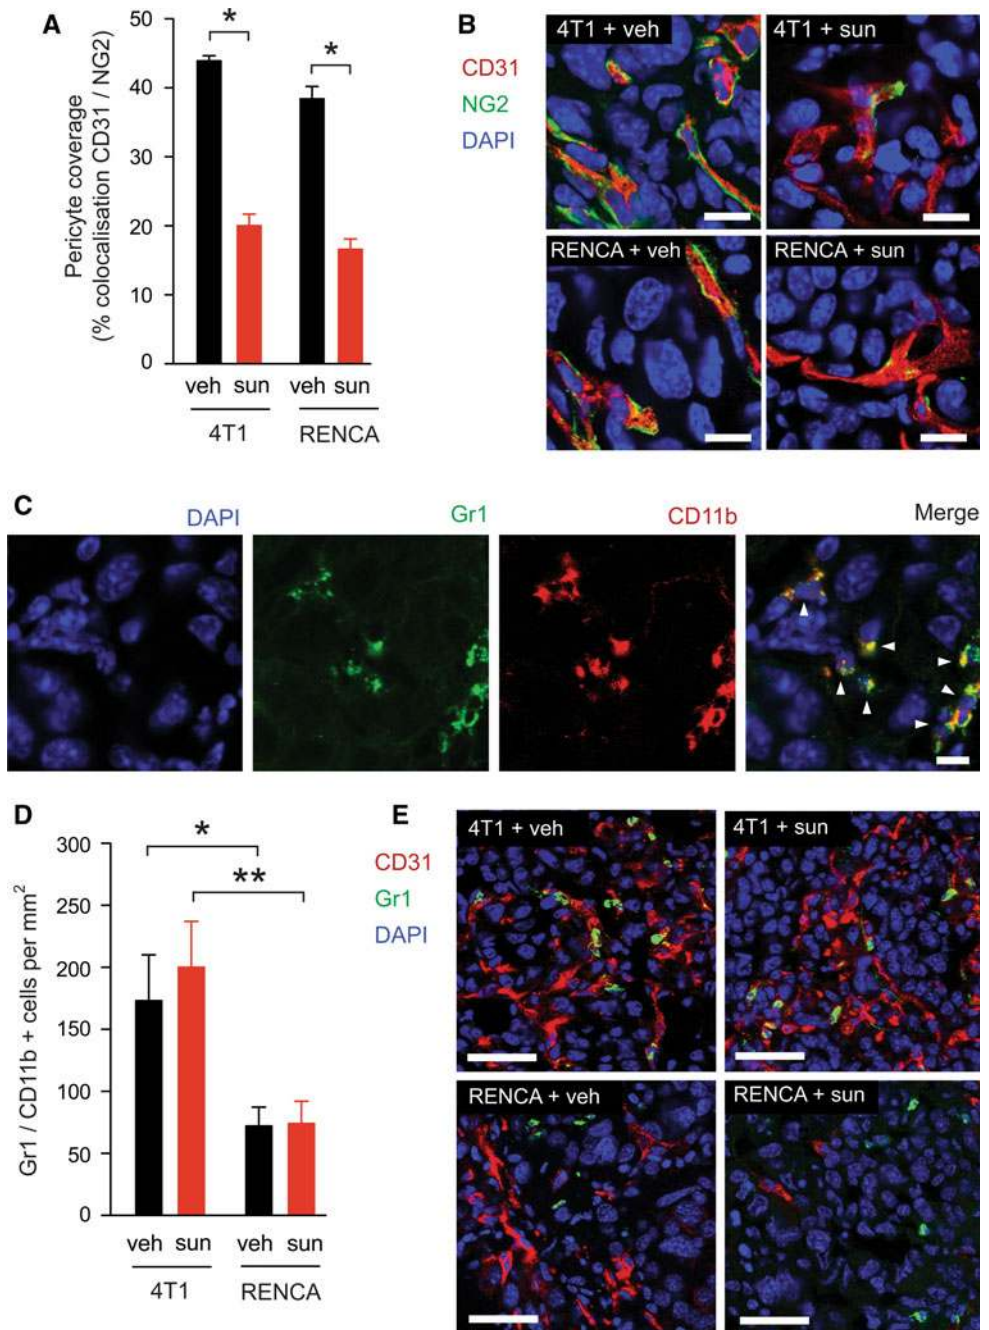 A
Pericyte coverage
(% colocalisation CD31 / NG2)
50
40
30
20
10
0
*
*
veh sun veh sun
4T1 RENCA
B
CD31
NG2
DAPI
4T1 + veh
4T1 + sun
RENCA + veh
RENCA + sun
C
DAPI
Gr1
CD11b
Merge
D
Gr1 / CD11b + cells per mm²
300
250
200
150
100
50
0
*
**
veh sun veh sun
4T1 RENCA
E
CD31
Gr1
DAPI
4T1 + veh
4T1 + sun
RENCA + veh
RENCA + sun